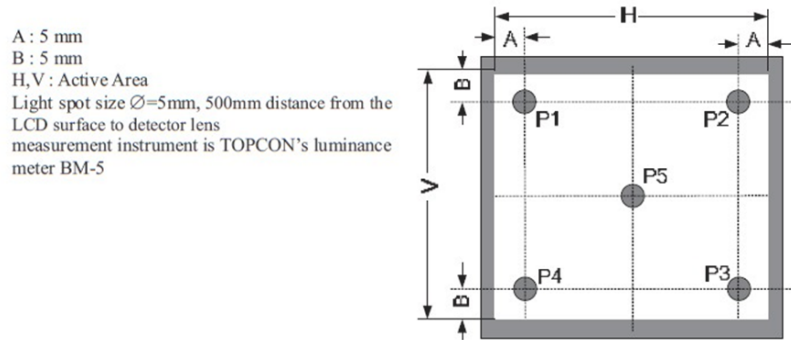 A : 5 mm
B : 5 mm
H,V : Active Area
Light spot size Ø=5mm, 500mm distance from the
LCD surface to detector lens
measurement instrument is TOPCON's luminance
meter BM-5
H
A
A
B
P1
P2
V
P5
P4
P3
B